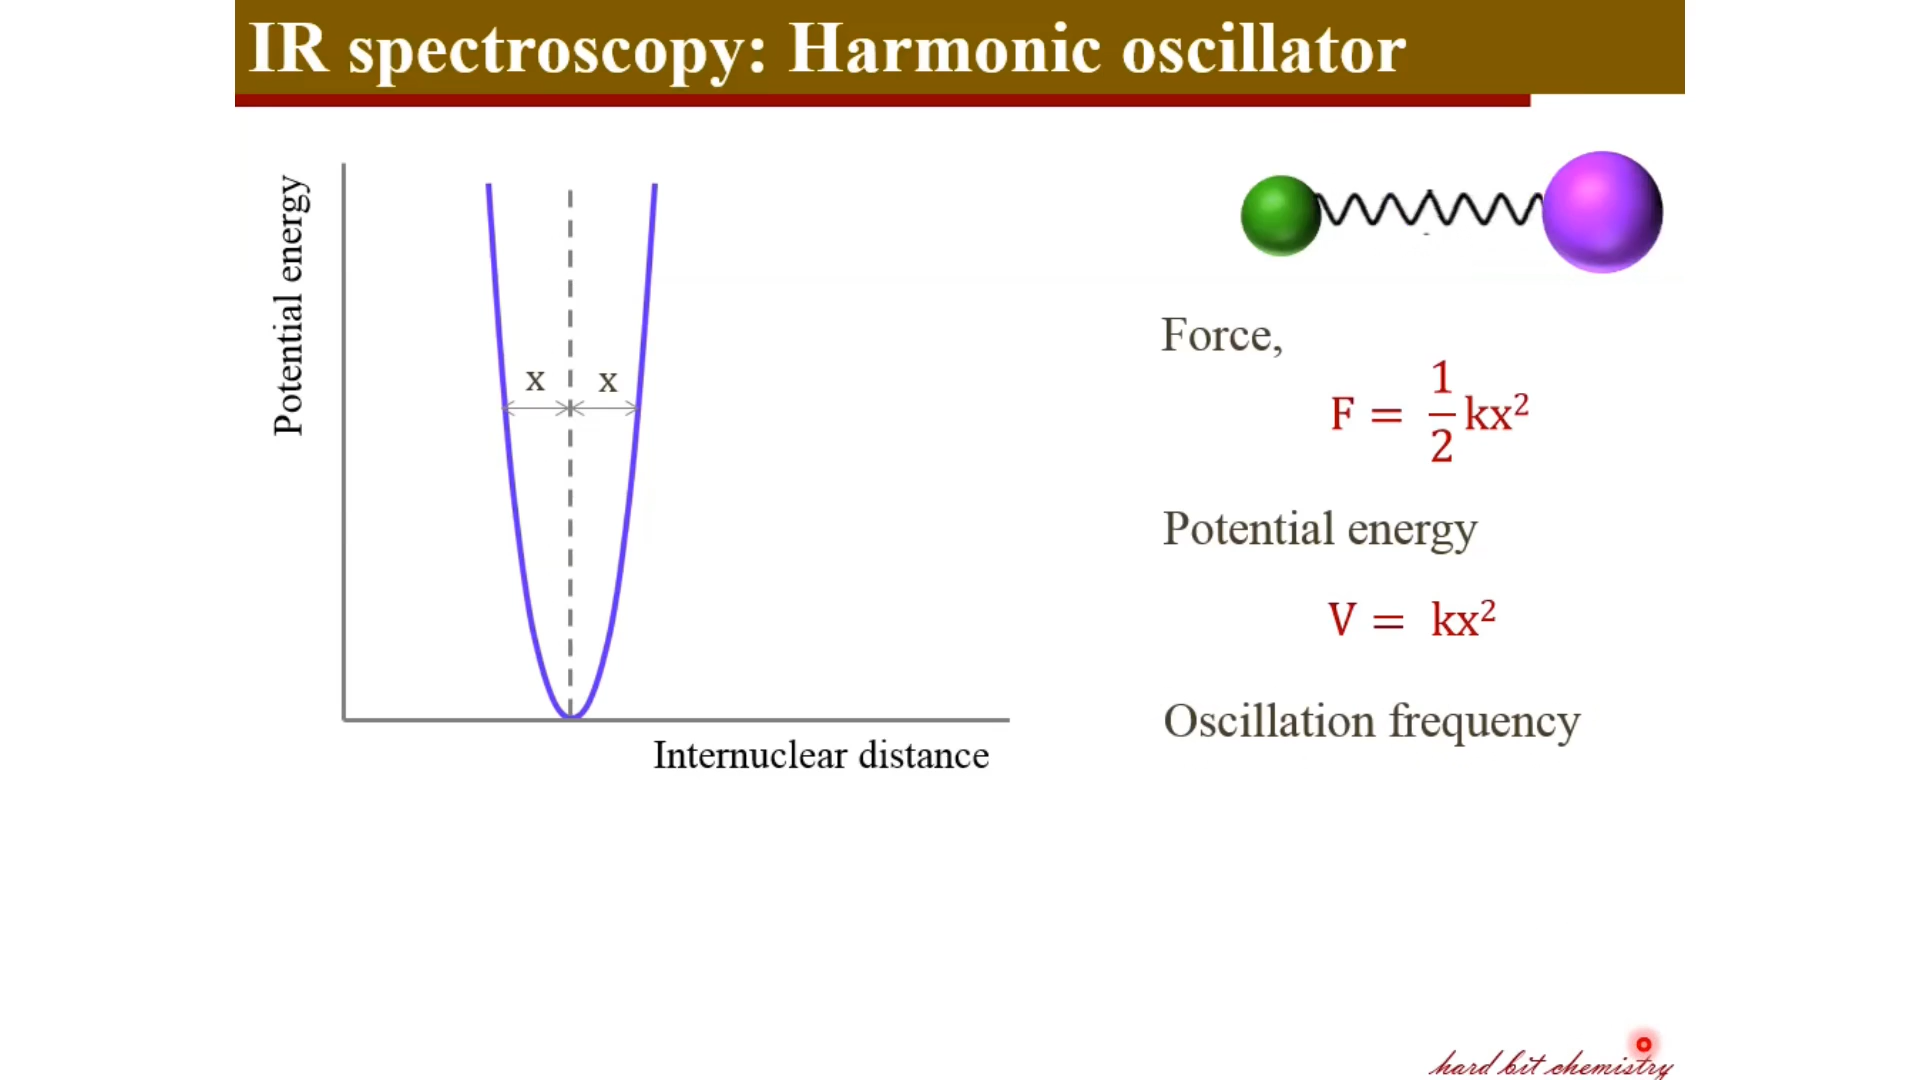 IR spectroscopy: Harmonic oscillator
Potential energy
x x
Internuclear distance
Force,
F = 1/2 kx²
Potential energy
V = kx²
Oscillation frequency
hard bit chemistry